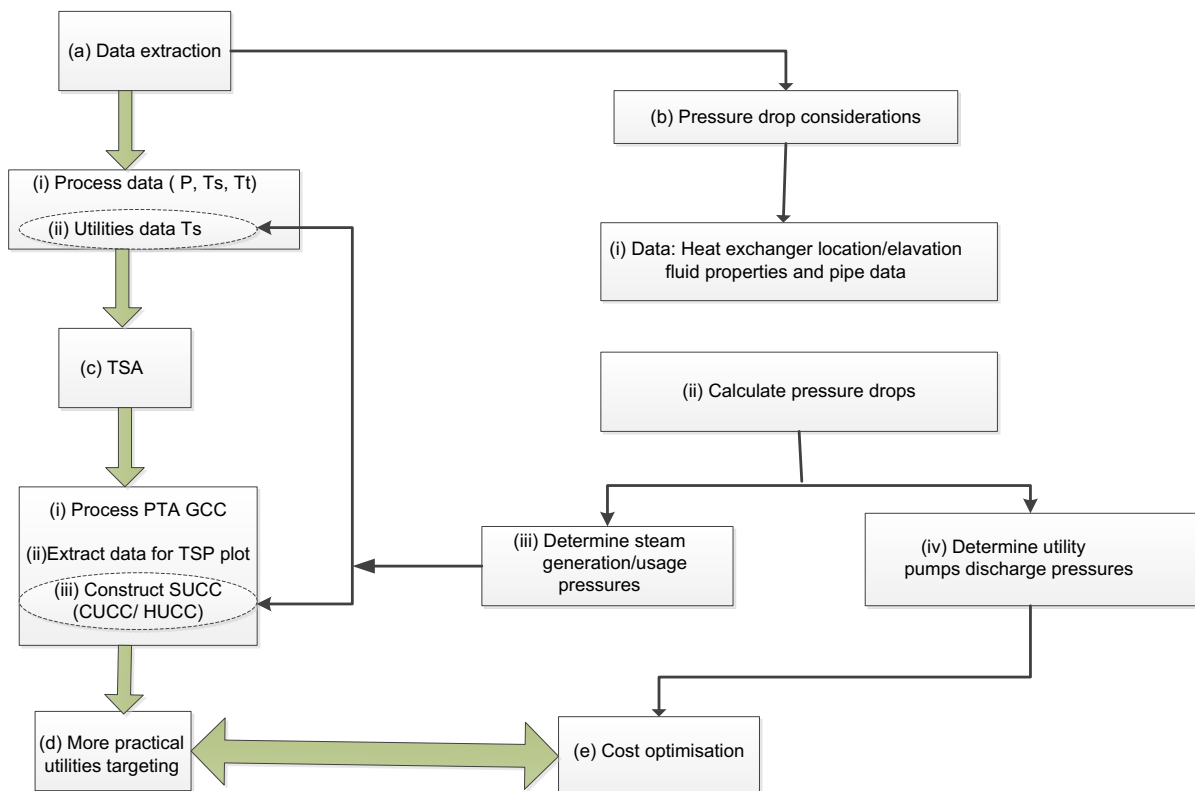 (a) Data extraction
(b) Pressure drop considerations
(i) Process data ( P, Ts, Tt)
(ii) Utilities data Ts
(i) Data: Heat exchanger location/elavation
fluid properties and pipe data
(c) TSA
(ii) Calculate pressure drops
(i) Process PTA GCC
(ii)Extract data for TSP plot
(iii) Construct SUCC
(CUCC/ HUCC)
(iii) Determine steam
generation/usage
pressures
(iv) Determine utility
pumps discharge pressures
(d) More practical
utilities targeting
(e) Cost optimisation